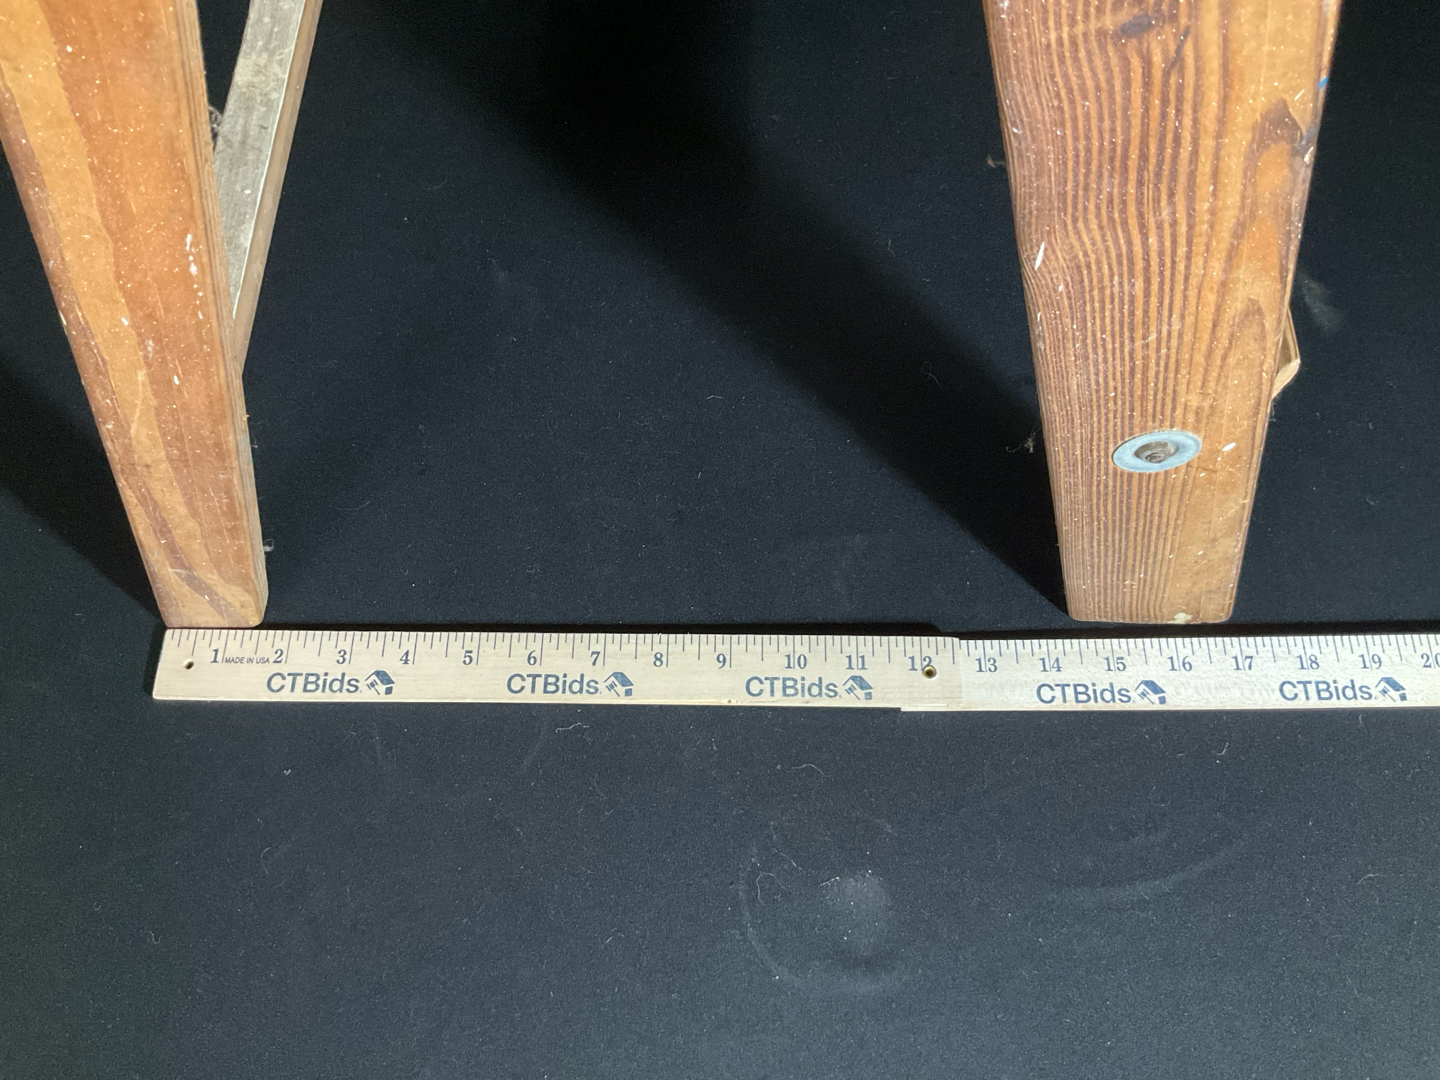 1 MADE IN USA 2 3 4 5 6 7 8 9 10 11 12 13 14 15 16 17 18 19 20
CTBids. CTBids. CTBids. CTBids. CTBids.